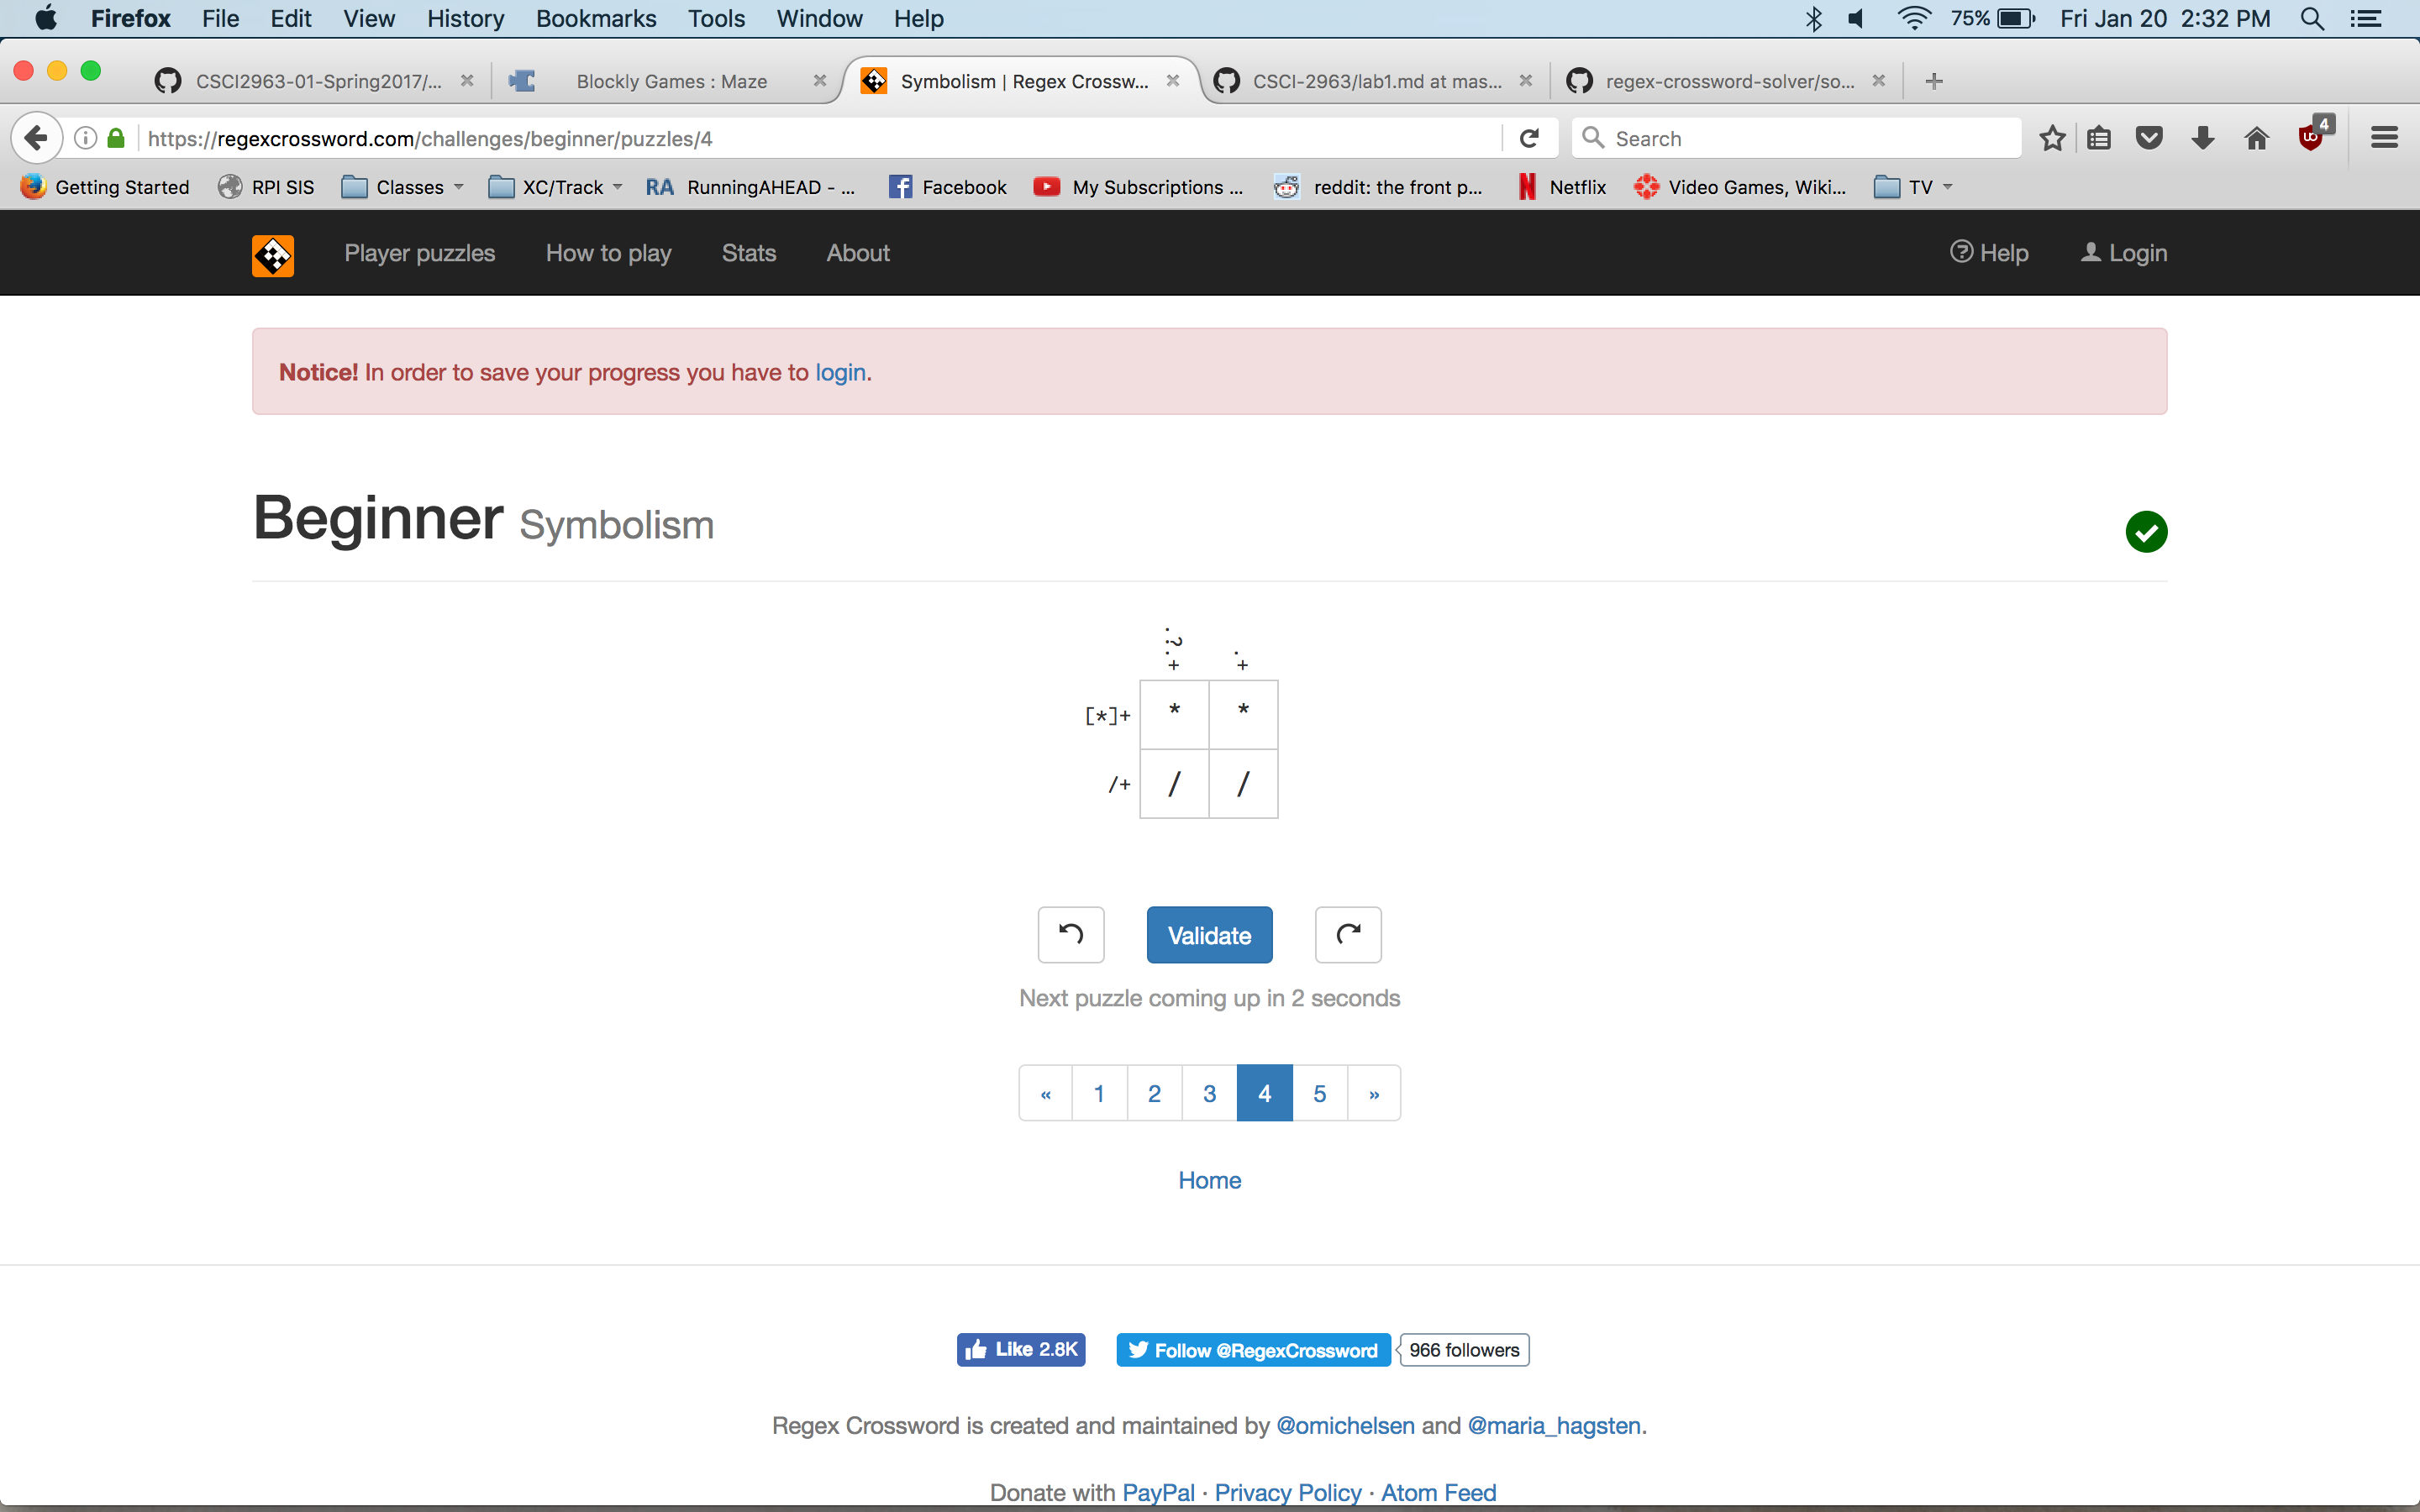 Firefox File Edit View History Bookmarks Tools Window Help 75% Fri Jan 20 2:32 PM
CSCI2963-01-Spring2017/... Blockly Games : Maze Symbolism | Regex Crossw... CSCI-2963/lab1.md at mas... regex-crossword-solver/so...
https://regexcrossword.com/challenges/beginner/puzzles/4 Search 4
Getting Started RPI SIS Classes XC/Track RA RunningAHEAD - ... Facebook My Subscriptions ... reddit: the front p... Netflix Video Games, Wiki... TV
Player puzzles How to play Stats About Help Login
Notice! In order to save your progress you have to login.
Beginner Symbolism
.?.+ .+
[*]+ * *
/+ / /
Validate
Next puzzle coming up in 2 seconds
« 1 2 3 4 5 »
Home
Like 2.8K Follow @RegexCrossword 966 followers
Regex Crossword is created and maintained by @omichelsen and @maria_hagsten.
Donate with PayPal · Privacy Policy · Atom Feed